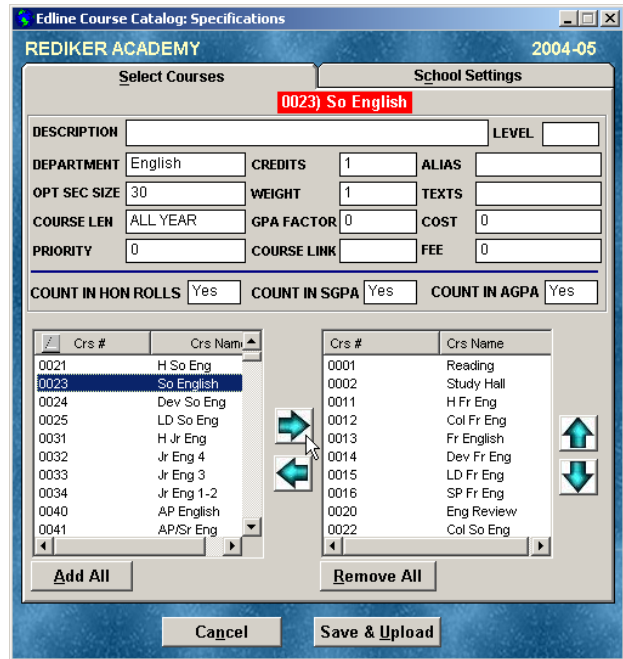 Edline Course Catalog: Specifications
REDIKER ACADEMY 2004-05
Select Courses School Settings
0023) So English
DESCRIPTION LEVEL
DEPARTMENT English CREDITS 1 ALIAS
OPT SEC SIZE 30 WEIGHT 1 TEXTS
COURSE LEN ALL YEAR GPA FACTOR 0 COST 0
PRIORITY 0 COURSE LINK FEE 0
COUNT IN HON ROLLS Yes COUNT IN SGPA Yes COUNT IN AGPA Yes
Crs # Crs Nam
0021 H So Eng
0023 So English
0024 Dev So Eng
0025 LD So Eng
0031 H Jr Eng
0032 Jr Eng 4
0033 Jr Eng 3
0034 Jr Eng 1-2
0040 AP English
0041 AP/Sr Eng
Add All
Crs # Crs Name
0001 Reading
0002 Study Hall
0011 H Fr Eng
0012 Col Fr Eng
0013 Fr English
0014 Dev Fr Eng
0015 LD Fr Eng
0016 SP Fr Eng
0020 Eng Review
0022 Col So Eng
Remove All
Cancel Save & Upload